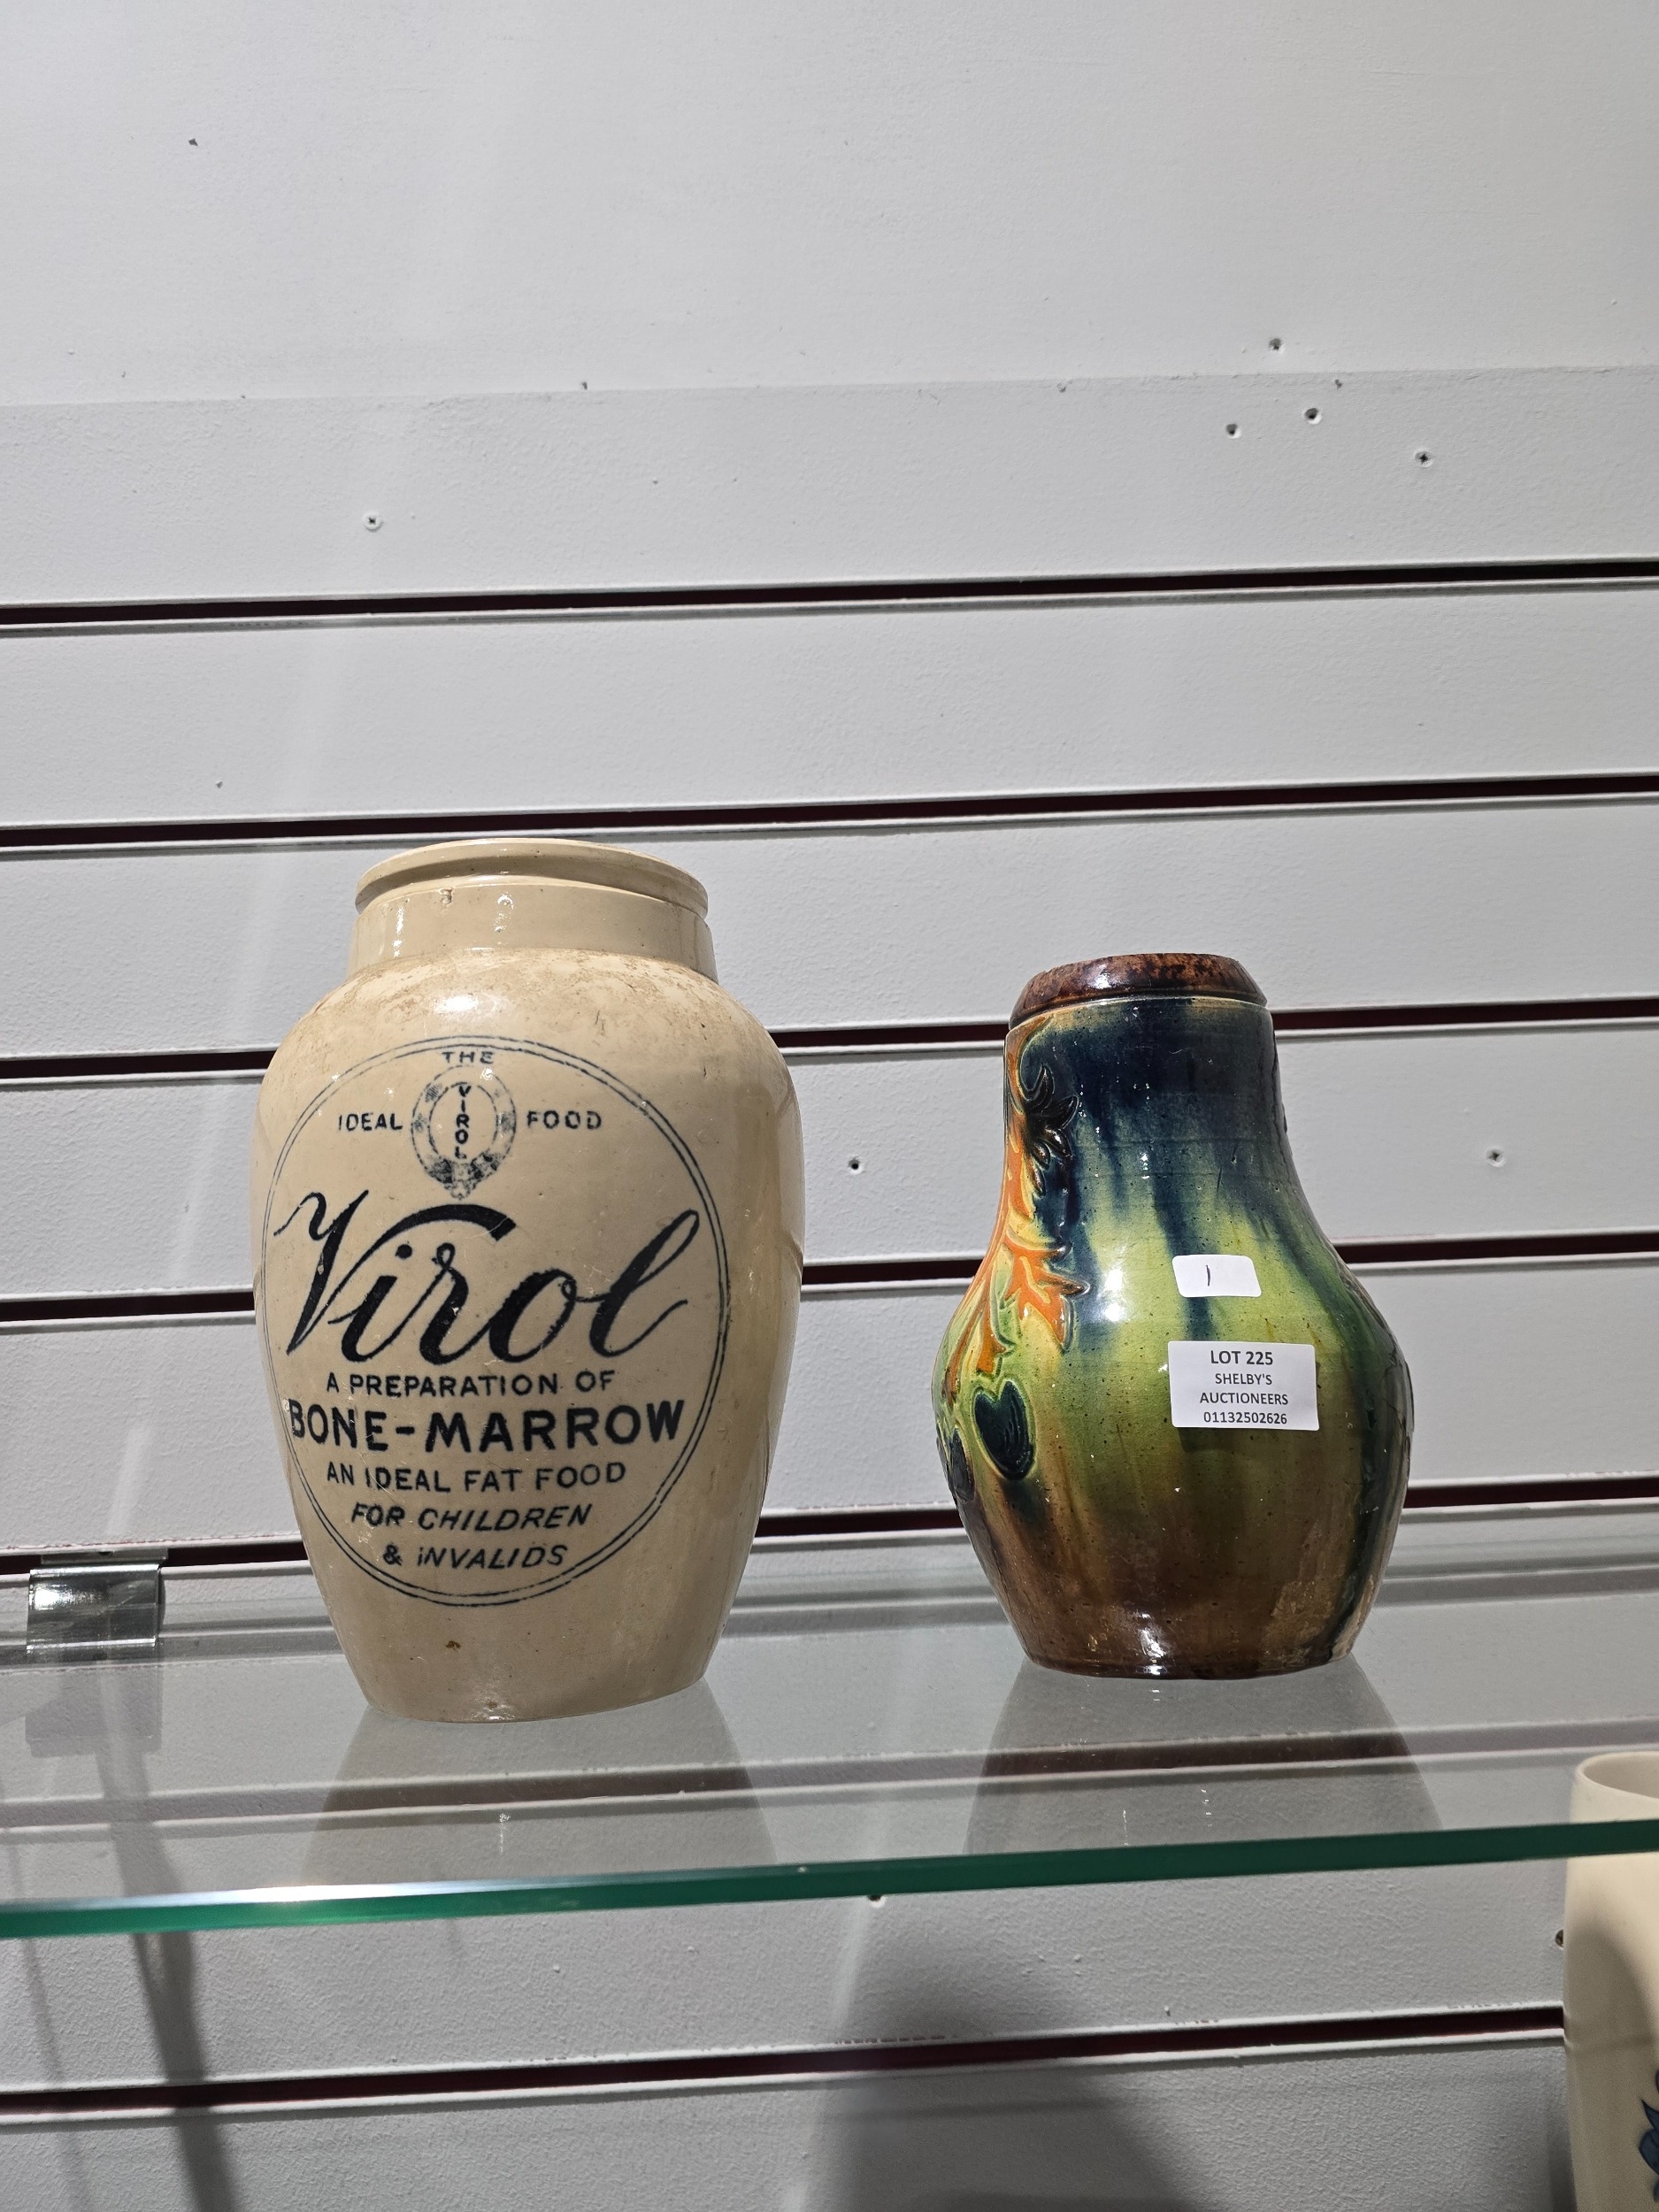 THE
IDEAL VIROL FOOD
Virol
A PREPARATION OF
BONE-MARROW
AN IDEAL FAT FOOD
FOR CHILDREN
& INVALIDS
1
LOT 225
SHELBY'S
AUCTIONEERS
01132502626